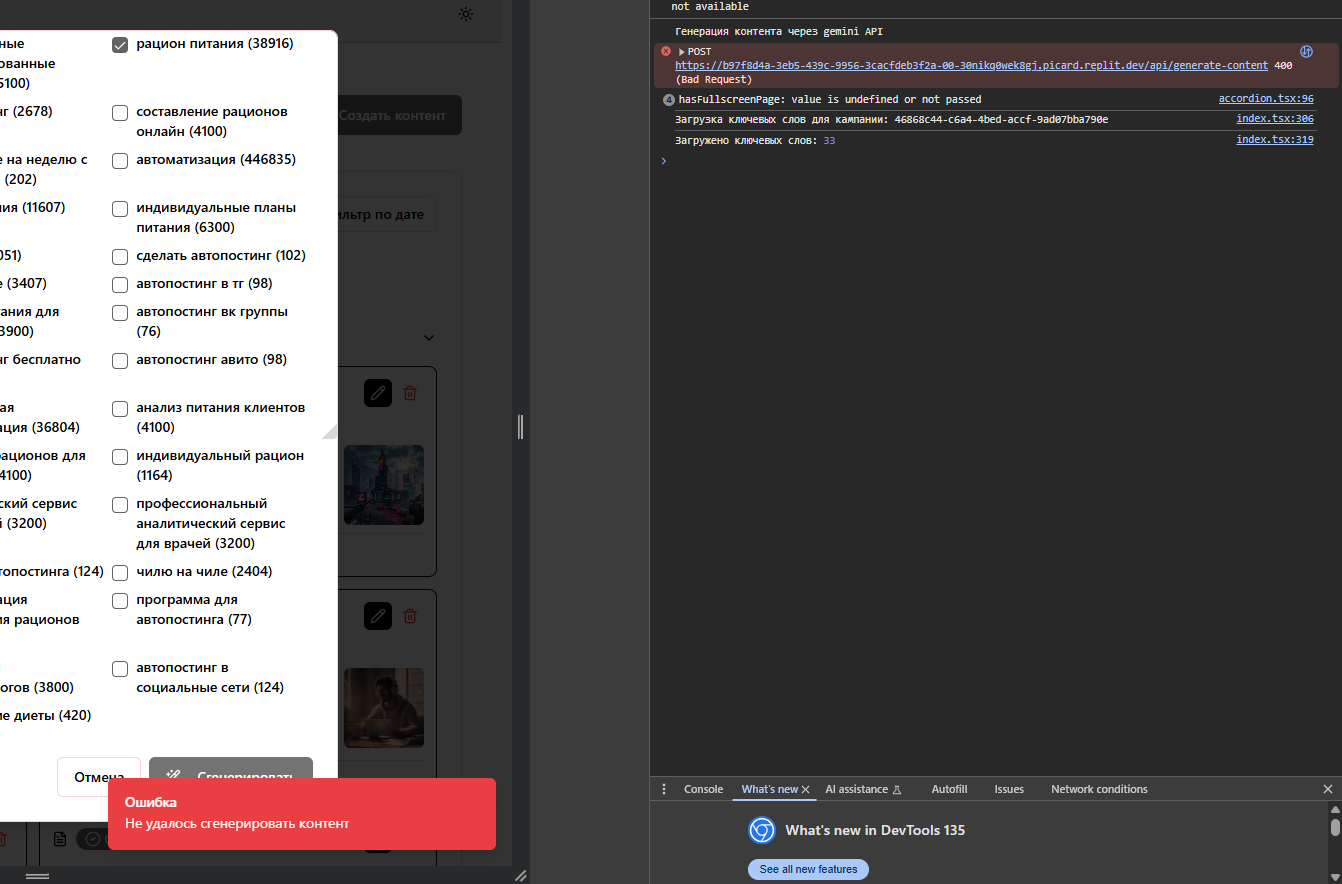 ные
ованные
5100)
рацион питания (38916)
нг (2678)
составление рационов
онлайн (4100)
е на неделю с
(202)
автоматизация (446835)
ния (11607)
индивидуальные планы
питания (6300)
051)
сделать автопостинг (102)
е (3407)
автопостинг в тг (98)
ания для
3900)
автопостинг вк группы
(76)
нг бесплатно
автопостинг авито (98)
ая
ация (36804)
анализ питания клиентов
(4100)
рационов для
4100)
индивидуальный рацион
(1164)
ский сервис
й (3200)
профессиональный
аналитический сервис
для врачей (3200)
топостинга (124)
чилю на чиле (2404)
ация
ия рационов
программа для
автопостинга (77)
огов (3800)
автопостинг в
социальные сети (124)
ие диеты (420)
Отмена
Сгенерировать
Ошибка
Не удалось сгенерировать контент
Создать контент
ильтр по дате
not available
Генерация контента через gemini API
POST
https://b97f8d4a-3eb5-439c-9956-3cacfdeb3f2a-00-30nikq0wek8gj.picard.replit.dev/api/generate-content 400
(Bad Request)
4 hasFullscreenPage: value is undefined or not passed accordion.tsx:96
Загрузка ключевых слов для кампании: 46868c44-c6a4-4bed-accf-9ad07bba790e index.tsx:306
Загружено ключевых слов: 33 index.tsx:319
Console What's new AI assistance Autofill Issues Network conditions
What's new in DevTools 135
See all new features